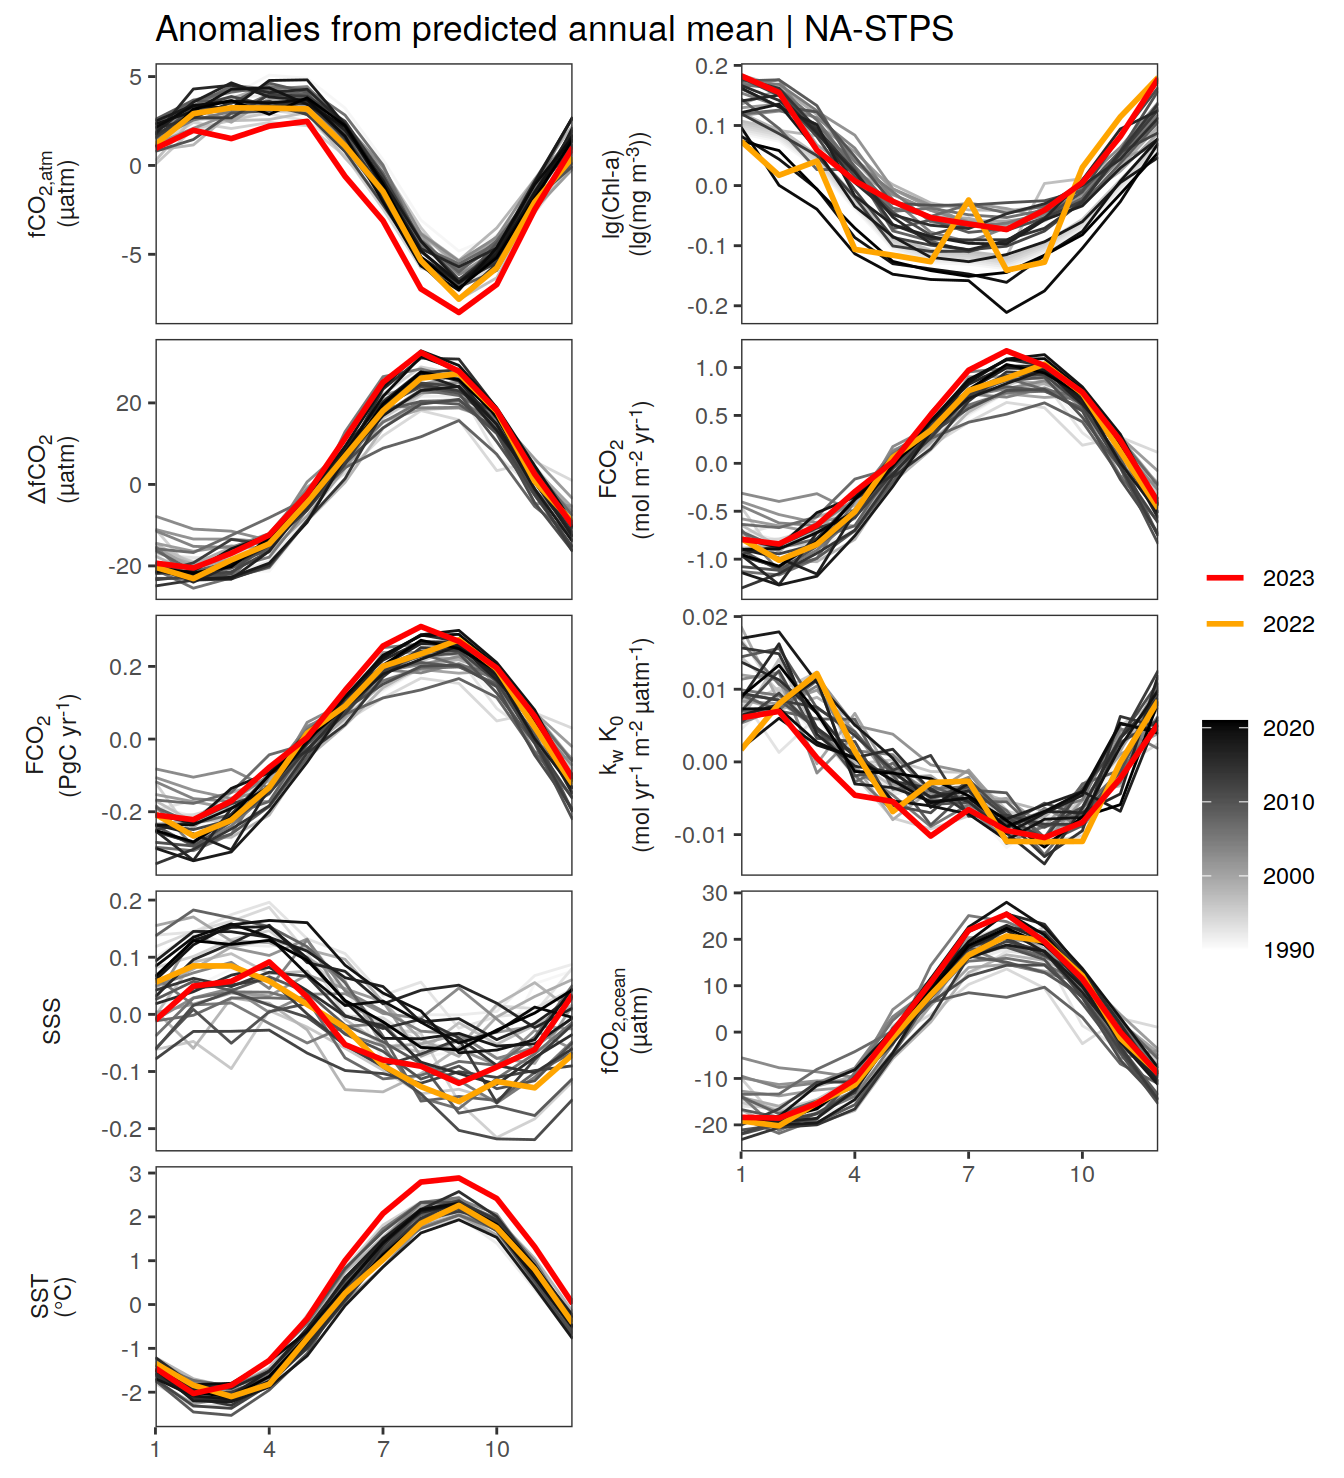 Anomalies from predicted annual mean | NA-STPS
fCO2,atm
(µatm)
5
0
-5
lg(Chl-a)
(lg(mg m-3))
0.2
0.1
0.0
-0.1
-0.2
ΔfCO2
(µatm)
20
0
-20
FCO2
(mol m-2 yr-1)
1.0
0.5
0.0
-0.5
-1.0
FCO2
(PgC yr-1)
0.2
0.0
-0.2
kw K0
(mol yr-1 m-2 µatm-1)
0.02
0.01
0.00
-0.01
SSS
0.2
0.1
0.0
-0.1
-0.2
fCO2,ocean
(µatm)
30
20
10
0
-10
-20
1 4 7 10
SST
(°C)
3
2
1
0
-1
-2
1 4 7 10
2023
2022
2020
2010
2000
1990